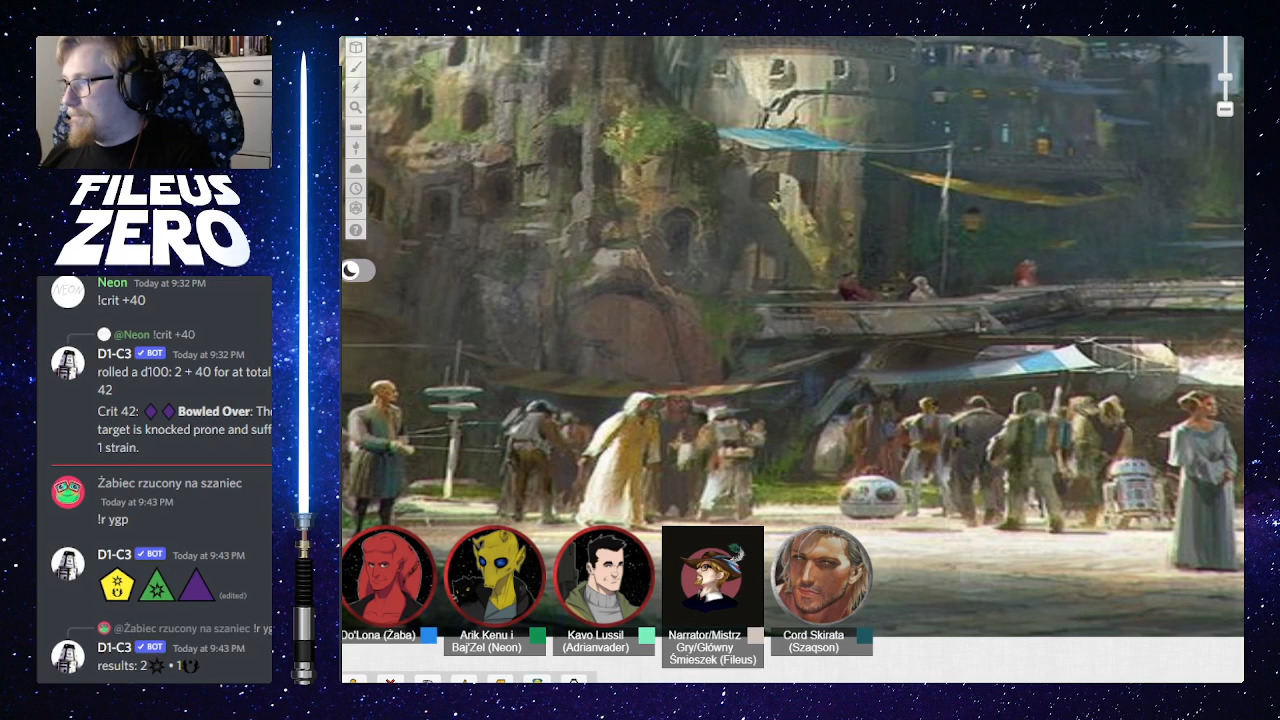 FILEUS
ZERO
NEON
Neon Today at 9:32 PM
!crit +40
@Neon !crit +40
D1-C3 ✓ BOT Today at 9:32 PM
rolled a d100: 2 + 40 for at total
42
Crit 42: Bowled Over: The
target is knocked prone and suff
1 strain.
Żabiec rzucony na szaniec
Today at 9:43 PM
!r ygp
D1-C3 ✓ BOT Today at 9:43 PM
(edited)
@Żabiec rzucony na szaniec !r yg
D1-C3 ✓ BOT Today at 9:43 PM
results: 2 • 1
?
Do'Lona (Żaba)
Arik Kenu i
Baj'Zel (Neon)
Kavo Lussil
(Adrianvader)
Narrator/Mistrz
Gry/Główny
Śmieszek (Fileus)
Cord Skirata
(Szaqson)